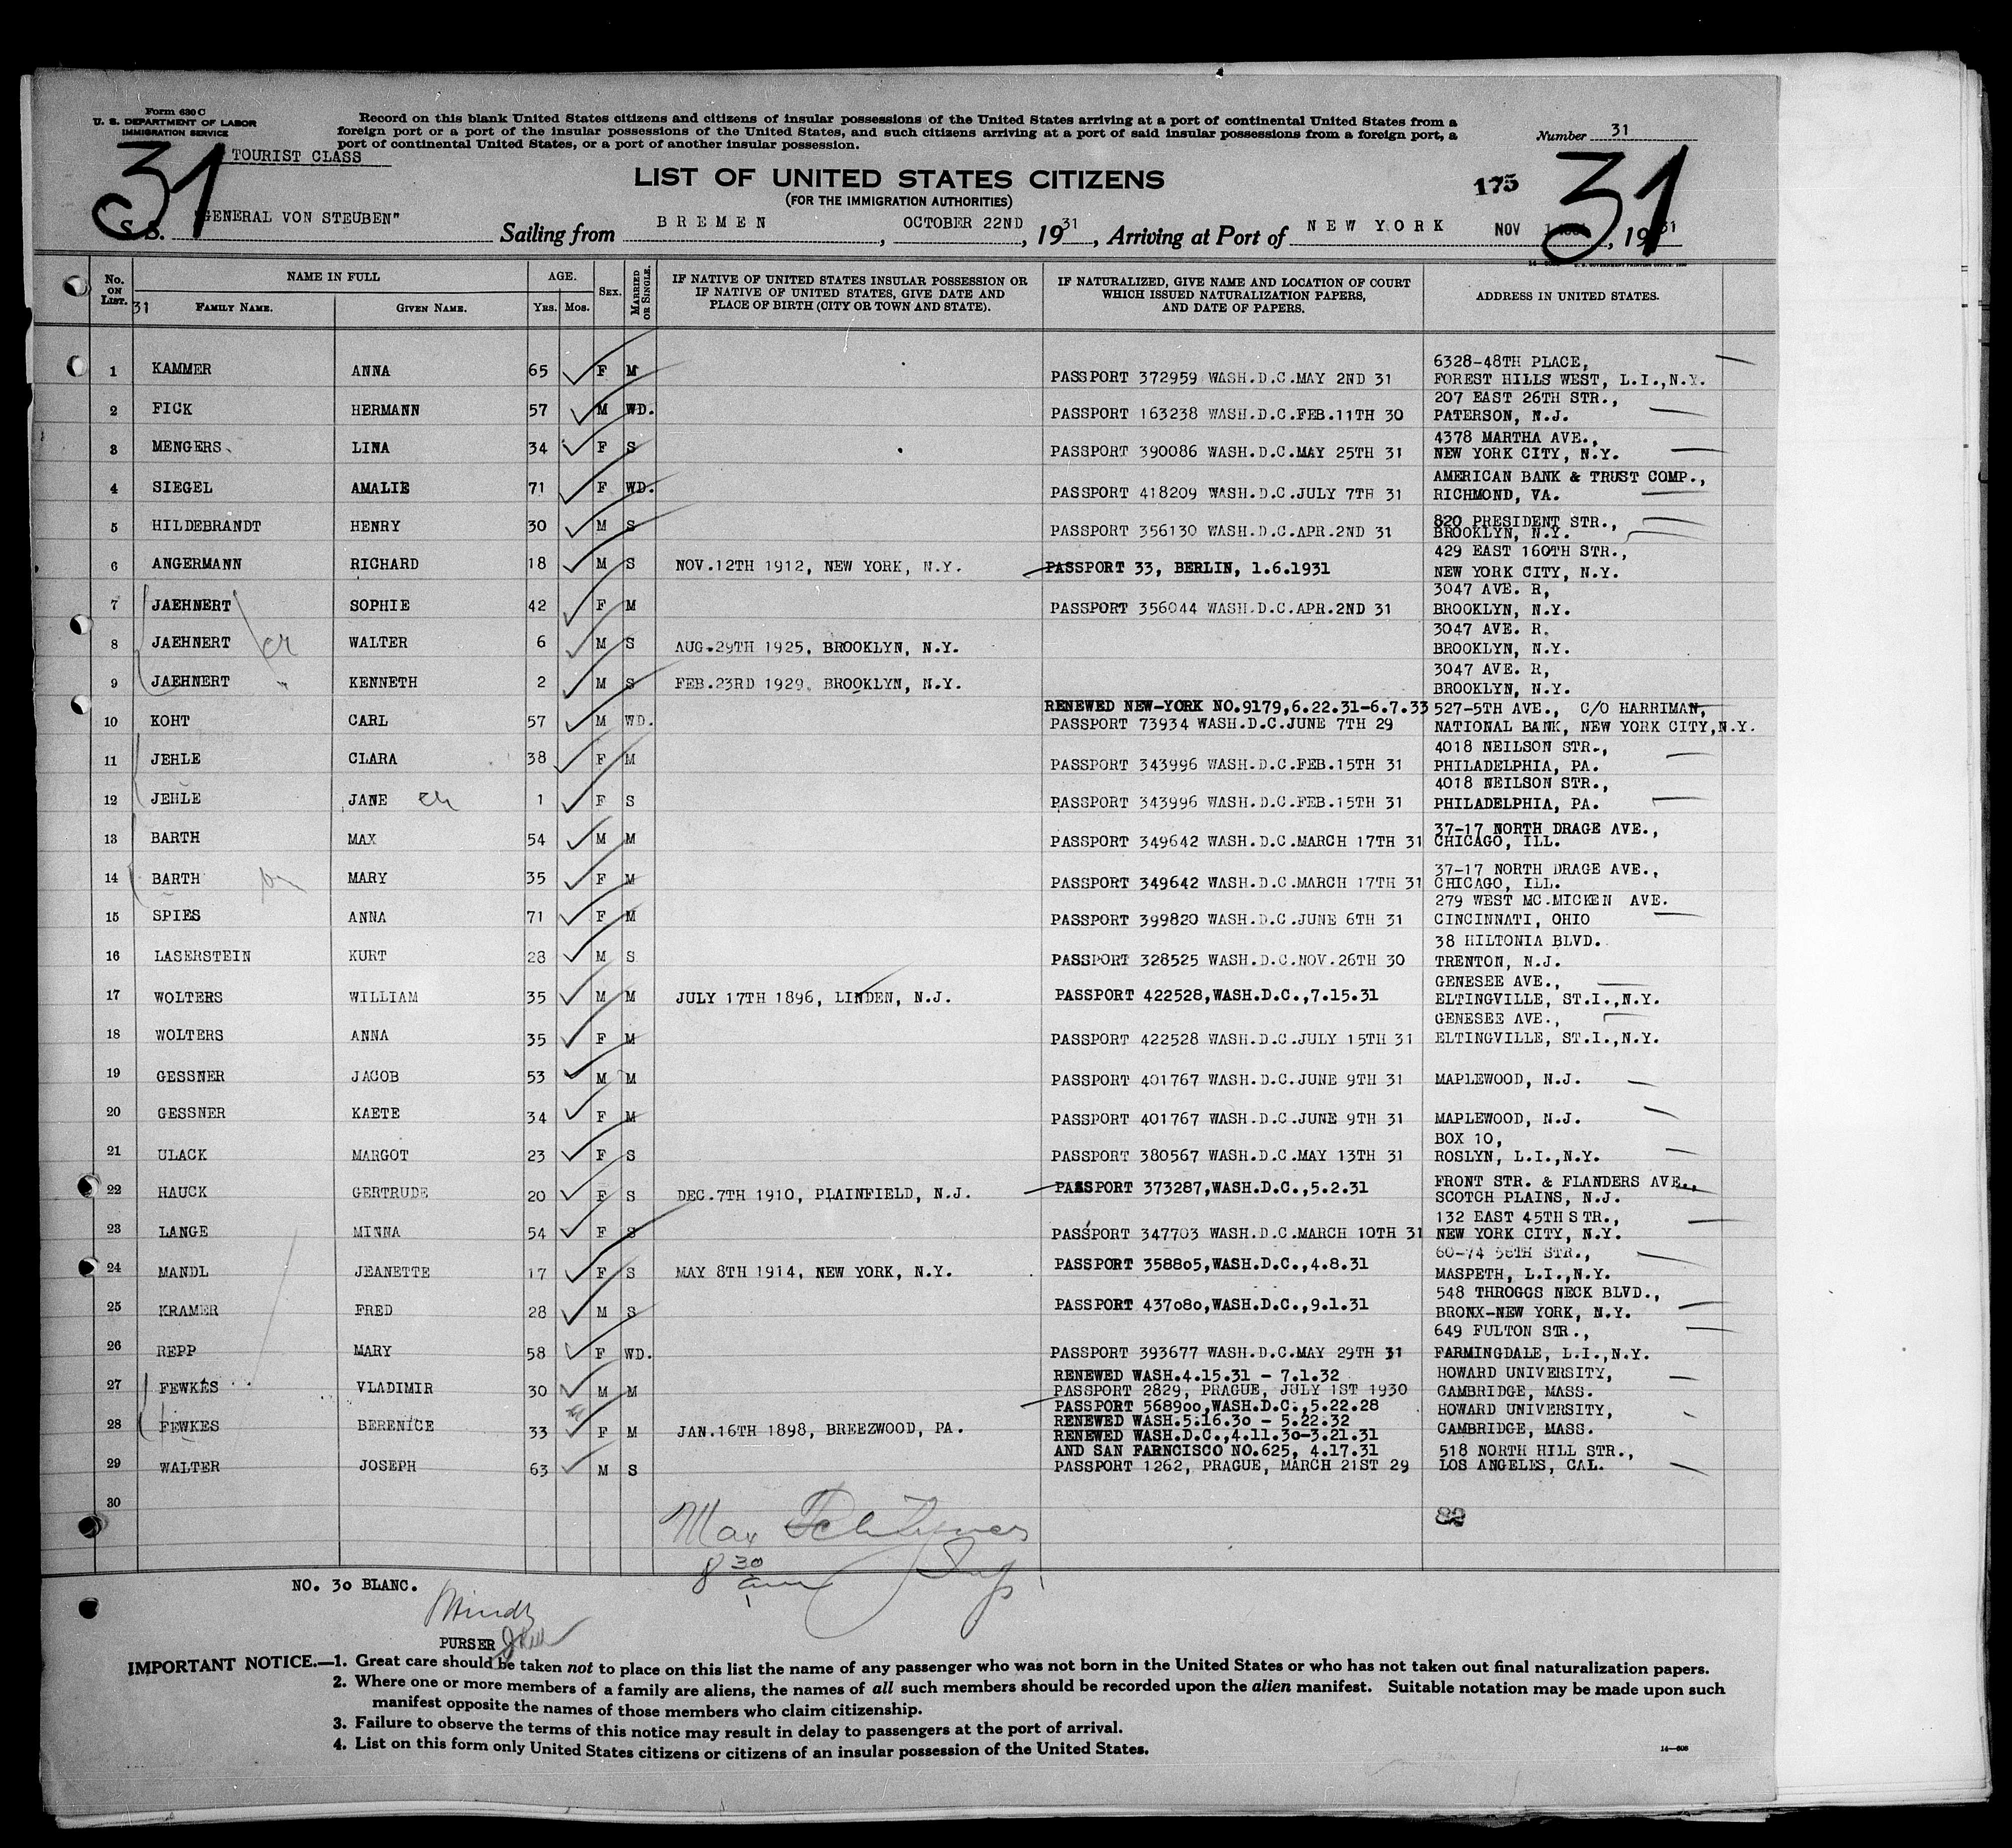 Form 630 C
U. S. DEPARTMENT OF LABOR
IMMIGRATION SERVICE
Record on this blank United States citizens and citizens of insular possessions of the United States arriving at a port of continental United States from a
foreign port or a port of the insular possessions of the United States, and such citizens arriving at a port of said insular possessions from a foreign port, a
port of continental United States, or a port of another insular possession.
Number 31
31
TOURIST CLASS
LIST OF UNITED STATES CITIZENS
(FOR THE IMMIGRATION AUTHORITIES)
175
31
S. S. "GENERAL VON STEUBEN" Sailing from BREMEN, OCTOBER 22ND, 1931, Arriving at Port of NEW YORK NOV 1, 1931
No. ON LIST. NAME IN FULL AGE. SEX. MARRIED OR SINGLE. IF NATIVE OF UNITED STATES INSULAR POSSESSION OR IF NATIVE OF UNITED STATES, GIVE DATE AND PLACE OF BIRTH (CITY OR TOWN AND STATE). IF NATURALIZED, GIVE NAME AND LOCATION OF COURT WHICH ISSUED NATURALIZATION PAPERS, AND DATE OF PAPERS. ADDRESS IN UNITED STATES.
31 FAMILY NAME. GIVEN NAME. YRS. MOS.
1 KAMMER ANNA 65 F M PASSPORT 372959 WASH.D.C.MAY 2ND 31 6328-48TH PLACE, FOREST HILLS WEST, L.I.,N.Y.
2 FICK HERMANN 57 M WD. PASSPORT 163238 WASH.D.C.FEB.11TH 30 207 EAST 26TH STR., PATERSON, N.J.
3 MENGERS LINA 34 F S PASSPORT 390086 WASH.D.C.MAY 25TH 31 4378 MARTHA AVE., NEW YORK CITY, N.Y.
4 SIEGEL AMALIE 71 F WD. PASSPORT 418209 WASH.D.C.JULY 7TH 31 AMERICAN BANK & TRUST COMP., RICHMOND, VA.
5 HILDEBRANDT HENRY 30 M S PASSPORT 356130 WASH.D.C.APR.2ND 31 820 PRESIDENT STR., BROOKLYN, N.Y.
6 ANGERMANN RICHARD 18 M S NOV.12TH 1912, NEW YORK, N.Y. PASSPORT 33, BERLIN, 1.6.1931 429 EAST 160TH STR., NEW YORK CITY, N.Y.
7 JAEHNERT SOPHIE 42 F M PASSPORT 356044 WASH.D.C.APR.2ND 31 3047 AVE. R, BROOKLYN, N.Y.
8 JAEHNERT WALTER 6 M S AUG.29TH 1925, BROOKLYN, N.Y. 3047 AVE. R, BROOKLYN, N.Y.
9 JAEHNERT KENNETH 2 M S FEB.23RD 1929, BROOKLYN, N.Y. 3047 AVE. R, BROOKLYN, N.Y.
10 KOHT CARL 57 M WD. RENEWED NEW-YORK NO.9179,6.22.31-6.7.33 PASSPORT 73934 WASH.D.C.JUNE 7TH 29 527-5TH AVE., C/O HARRIMAN, NATIONAL BANK, NEW YORK CITY,N.Y.
11 JEHLE CLARA 38 F M PASSPORT 343996 WASH.D.C.FEB.15TH 31 4018 NEILSON STR., PHILADELPHIA, PA.
12 JEHLE JANE ch 1 F S PASSPORT 343996 WASH.D.C.FEB.15TH 31 4018 NEILSON STR., PHILADELPHIA, PA.
13 BARTH MAX 54 M M PASSPORT 349642 WASH.D.C.MARCH 17TH 31 37-17 NORTH DRAGE AVE., CHICAGO, ILL.
14 BARTH MARY 35 F M PASSPORT 349642 WASH.D.C.MARCH 17TH 31 37-17 NORTH DRAGE AVE., CHICAGO, ILL.
15 SPIES ANNA 71 F M PASSPORT 399820 WASH.D.C.JUNE 6TH 31 279 WEST MC.MICKEN AVE. CINCINNATI, OHIO
16 LASERSTEIN KURT 28 M S PASSPORT 328525 WASH.D.C.NOV.26TH 30 38 HILTONIA BLVD. TRENTON, N.J.
17 WOLTERS WILLIAM 35 M M JULY 17TH 1896, LINDEN, N.J. PASSPORT 422528,WASH.D.C.,7.15.31 GENESEE AVE., ELTINGVILLE, ST.I.,N.Y.
18 WOLTERS ANNA 35 F M PASSPORT 422528 WASH.D.C.JULY 15TH 31 GENESEE AVE., ELTINGVILLE, ST.I.,N.Y.
19 GESSNER JACOB 53 M M PASSPORT 401767 WASH.D.C.JUNE 9TH 31 MAPLEWOOD, N.J.
20 GESSNER KAETE 34 F M PASSPORT 401767 WASH.D.C.JUNE 9TH 31 MAPLEWOOD, N.J.
21 ULACK MARGOT 23 F S PASSPORT 380567 WASH.D.C.MAY 13TH 31 BOX 10, ROSLYN, L.I.,N.Y.
22 HAUCK GERTRUDE 20 F S DEC.7TH 1910, PLAINFIELD, N.J. PASSPORT 373287,WASH.D.C.,5.2.31 FRONT STR. & FLANDERS AVE., SCOTCH PLAINS, N.J.
23 LANGE MINNA 54 F S PASSPORT 347703 WASH.D.C.MARCH 10TH 31 132 EAST 45TH STR., NEW YORK CITY, N.Y.
24 MANDL JEANETTE 17 F S MAY 8TH 1914, NEW YORK, N.Y. PASSPORT 358805,WASH.D.C.,4.8.31 60-74 56TH STR., MASPETH, L.I.,N.Y.
25 KRAMER FRED 28 M S PASSPORT 437080,WASH.D.C.,9.1.31 548 THROGGS NECK BLVD., BRONX-NEW YORK, N.Y.
26 REPP MARY 58 F WD. PASSPORT 393677 WASH.D.C.MAY 29TH 31 649 FULTON STR., FARMINGDALE, L.I.,N.Y.
27 FEWKES VLADIMIR 30 M M RENEWED WASH.4.15.31 - 7.1.32 PASSPORT 2829, PRAGUE, JULY 1ST 1930 HOWARD UNIVERSITY, CAMBRIDGE, MASS.
28 FEWKES BERENICE 33 F M JAN.16TH 1898, BREEZWOOD, PA. PASSPORT 568900,WASH.D.C.,5.22.28 RENEWED WASH.5.16.30 - 5.22.32 HOWARD UNIVERSITY, CAMBRIDGE, MASS.
29 WALTER JOSEPH 63 M S RENEWED WASH.D.C.,4.11.30-3.21.31 AND SAN FARNCISCO NO.625, 4.17.31 PASSPORT 1262, PRAGUE, MARCH 21ST 29 518 NORTH HILL STR., LOS ANGELES, CAL.
30
Max
8 30 am
NO. 30 BLANC.
PURSER
IMPORTANT NOTICE.—1. Great care should be taken not to place on this list the name of any passenger who was not born in the United States or who has not taken out final naturalization papers.
2. Where one or more members of a family are aliens, the names of all such members should be recorded upon the alien manifest. Suitable notation may be made upon such
manifest opposite the names of those members who claim citizenship.
3. Failure to observe the terms of this notice may result in delay to passengers at the port of arrival.
4. List on this form only United States citizens or citizens of an insular possession of the United States.
14—608